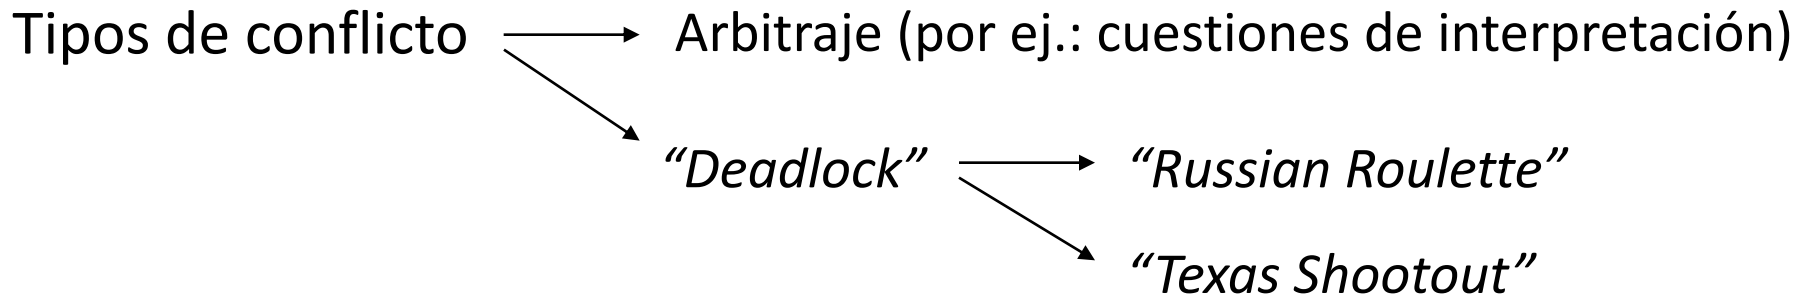 Tipos de conflicto
Arbitraje (por ej.: cuestiones de interpretación)
“Deadlock”
“Russian Roulette”
“Texas Shootout”